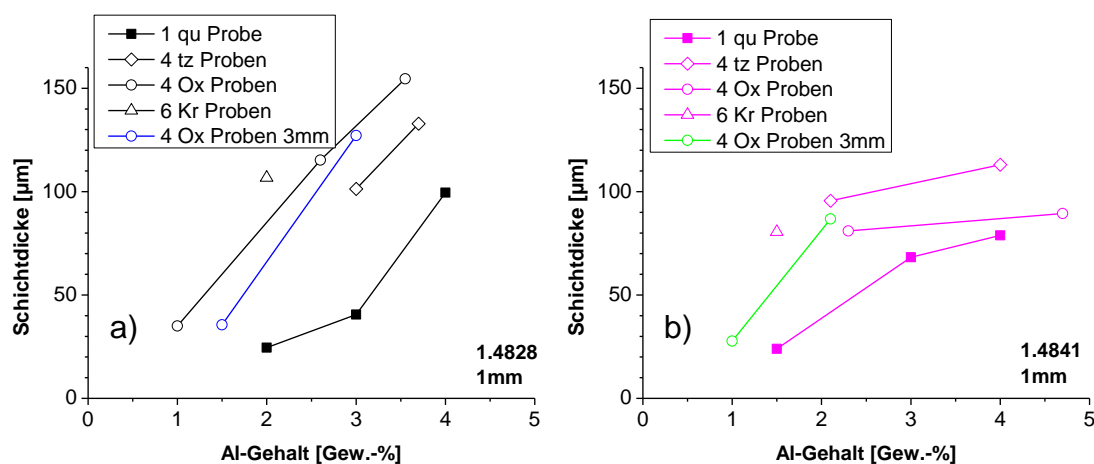 1 qu Probe
4 tz Proben
4 Ox Proben
6 Kr Proben
4 Ox Proben 3mm
150
100
50
0
Schichtdicke [µm]
a)
1.4828
1mm
0 1 2 3 4 5
Al-Gehalt [Gew.-%]
1 qu Probe
4 tz Proben
4 Ox Proben
6 Kr Proben
4 Ox Proben 3mm
150
100
50
0
Schichtdicke [µm]
b)
1.4841
1mm
0 1 2 3 4 5
Al-Gehalt [Gew.-%]